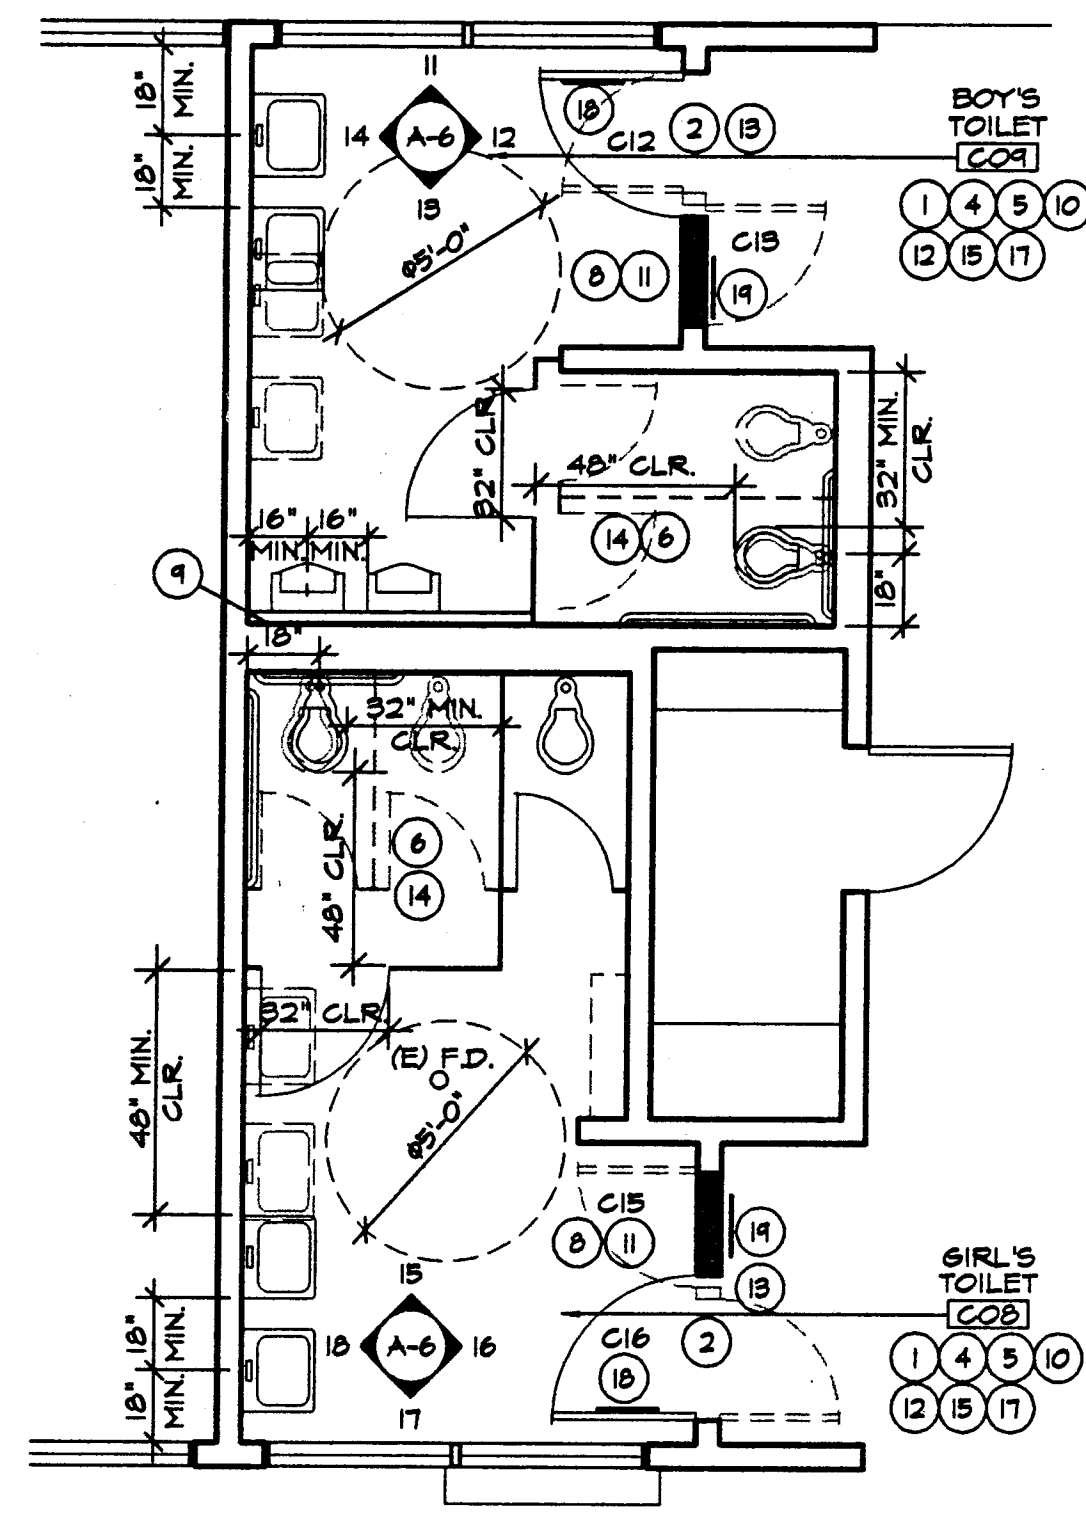 11
18" MIN.
14 A-6 12
18
C12
2 13
BOY'S
TOILET
C09
18" MIN.
13
1 4 5 10
12 15 17
Ø5'-0"
C13
8 11
19
32" CLR.
48" CLR.
32" MIN.
CLR.
16" 16"
MIN. MIN.
14 6
9
18"
18"
32" MIN.
CLR.
6
14
48" CLR.
32" CLR.
(E) F.D.
48" MIN.
CLR.
Ø5'-0"
C15
8 11
19
13
15
GIRL'S
TOILET
C08
18 A-6 16
C16
2
18
1 4 5 10
12 15 17
18" MIN.
18" MIN.
17